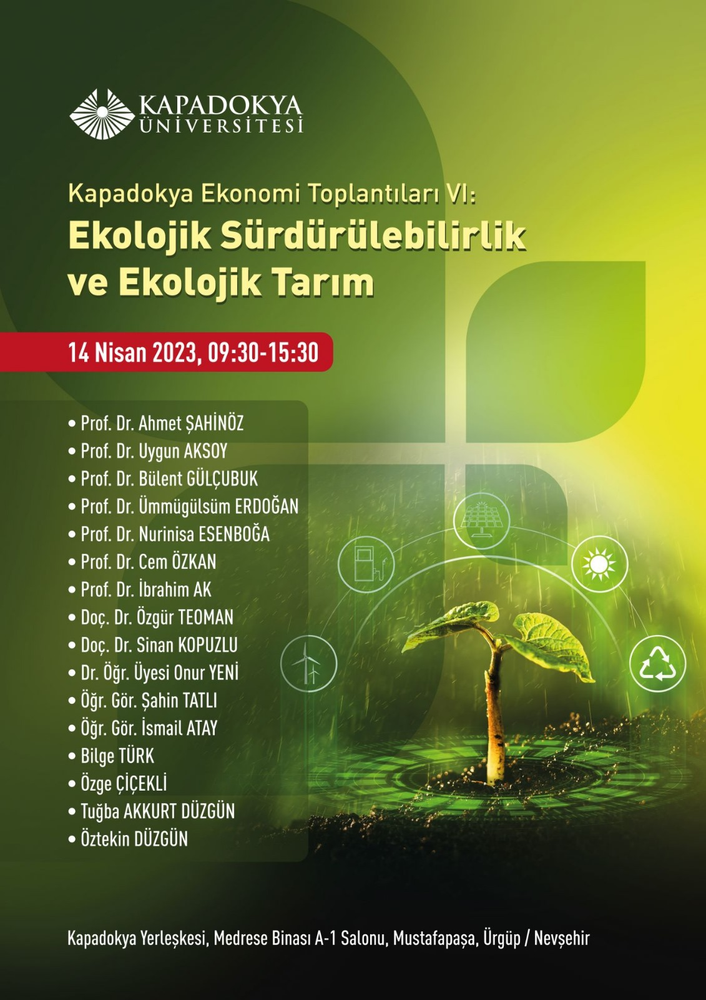 KAPADOKYA
ÜNİVERSİTESİ
Kapadokya Ekonomi Toplantıları VI:
Ekolojik Sürdürülebilirlik
ve Ekolojik Tarım
14 Nisan 2023, 09:30-15:30
• Prof. Dr. Ahmet ŞAHİNÖZ
• Prof. Dr. Uygun AKSOY
• Prof. Dr. Bülent GÜLÇUBUK
• Prof. Dr. Ümmügülsüm ERDOĞAN
• Prof. Dr. Nurinisa ESENBOĞA
• Prof. Dr. Cem ÖZKAN
• Prof. Dr. İbrahim AK
• Doç. Dr. Özgür TEOMAN
• Doç. Dr. Sinan KOPUZLU
• Dr. Öğr. Üyesi Onur YENİ
• Öğr. Gör. Şahin TATLI
• Öğr. Gör. İsmail ATAY
• Bilge TÜRK
• Özge ÇİÇEKLİ
• Tuğba AKKURT DÜZGÜN
• Öztekin DÜZGÜN
Kapadokya Yerleşkesi, Medrese Binası A-1 Salonu, Mustafapaşa, Ürgüp / Nevşehir